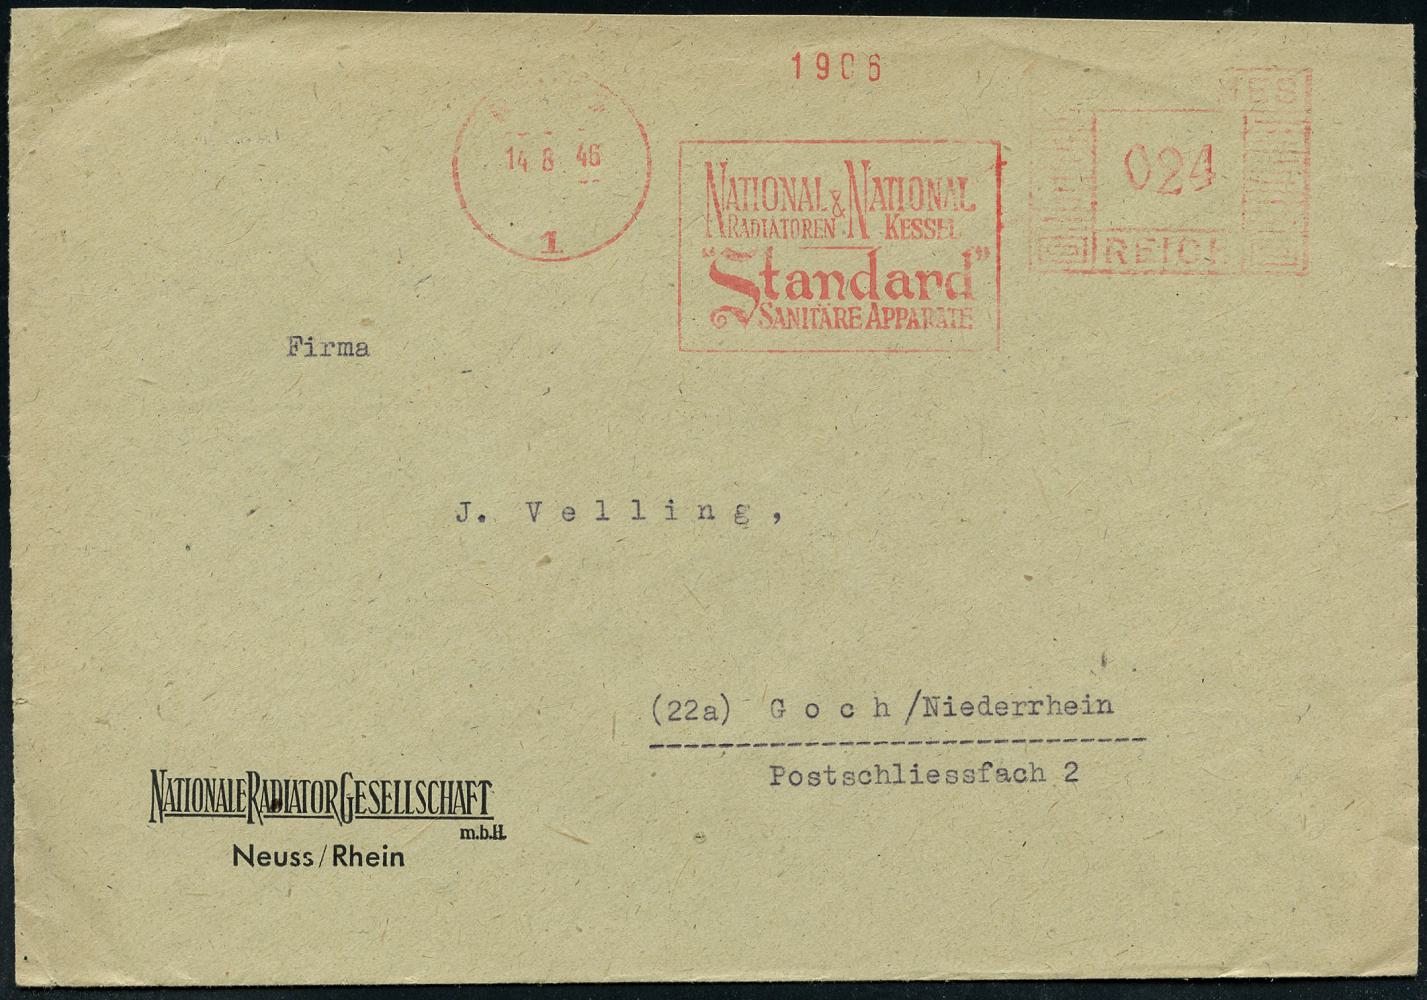 1906
14 8 46
1
NATIONAL & NATIONAL
RADIATOREN KESSEL
"Standard"
SANITÄRE APPARATE
024
REICH
Firma
J. Velling,
(22a) Goch/Niederrhein
Postschliessfach 2
NATIONALE RADIATOR GESELLSCHAFT
m.b.H.
Neuss/Rhein